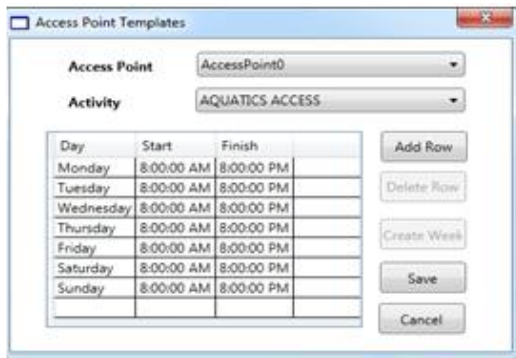 Access Point Templates
Access Point AccessPoint0
Activity AQUATICS ACCESS
Day Start Finish
Monday 8:00:00 AM 8:00:00 PM
Tuesday 8:00:00 AM 8:00:00 PM
Wednesday 8:00:00 AM 8:00:00 PM
Thursday 8:00:00 AM 8:00:00 PM
Friday 8:00:00 AM 8:00:00 PM
Saturday 8:00:00 AM 8:00:00 PM
Sunday 8:00:00 AM 8:00:00 PM
Add Row
Delete Row
Create Week
Save
Cancel